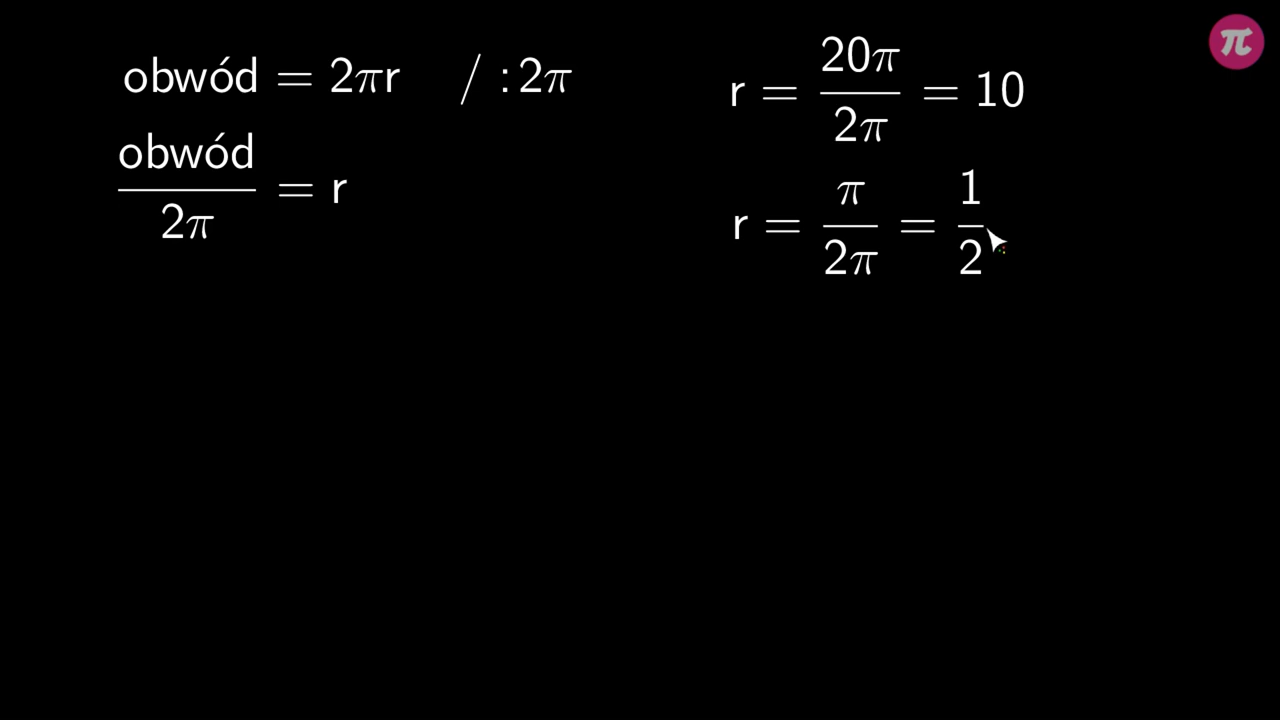 obwód = 2πr / : 2π
obwód
2π
= r
r = 20π/2π = 10
r = π/2π = 1/2
π